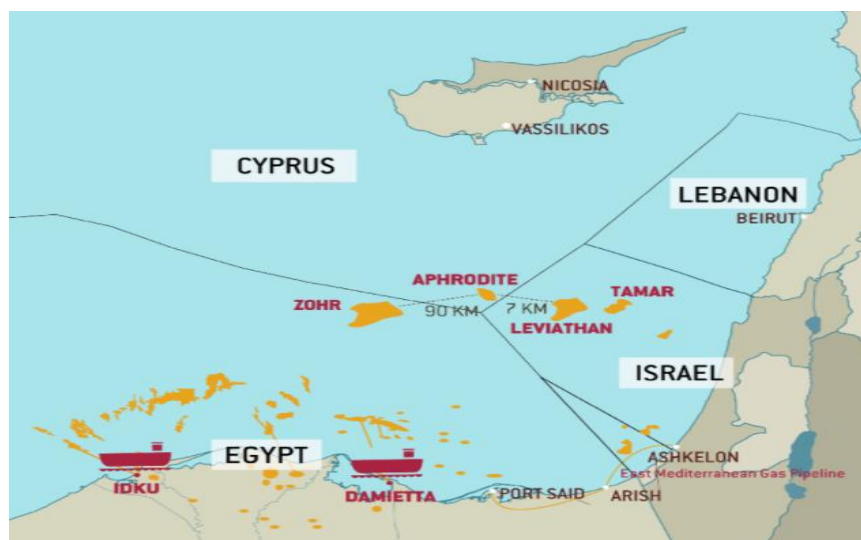 NICOSIA
VASSILIKOS
CYPRUS
LEBANON
BEIRUT
APHRODITE
ZOHR
TAMAR
90 KM
7 KM
LEVIATHAN
ISRAEL
EGYPT
ASHKELON
East Mediterranean Gas Pipeline
IDKU
DAMIETTA
PORT SAID
ARISH